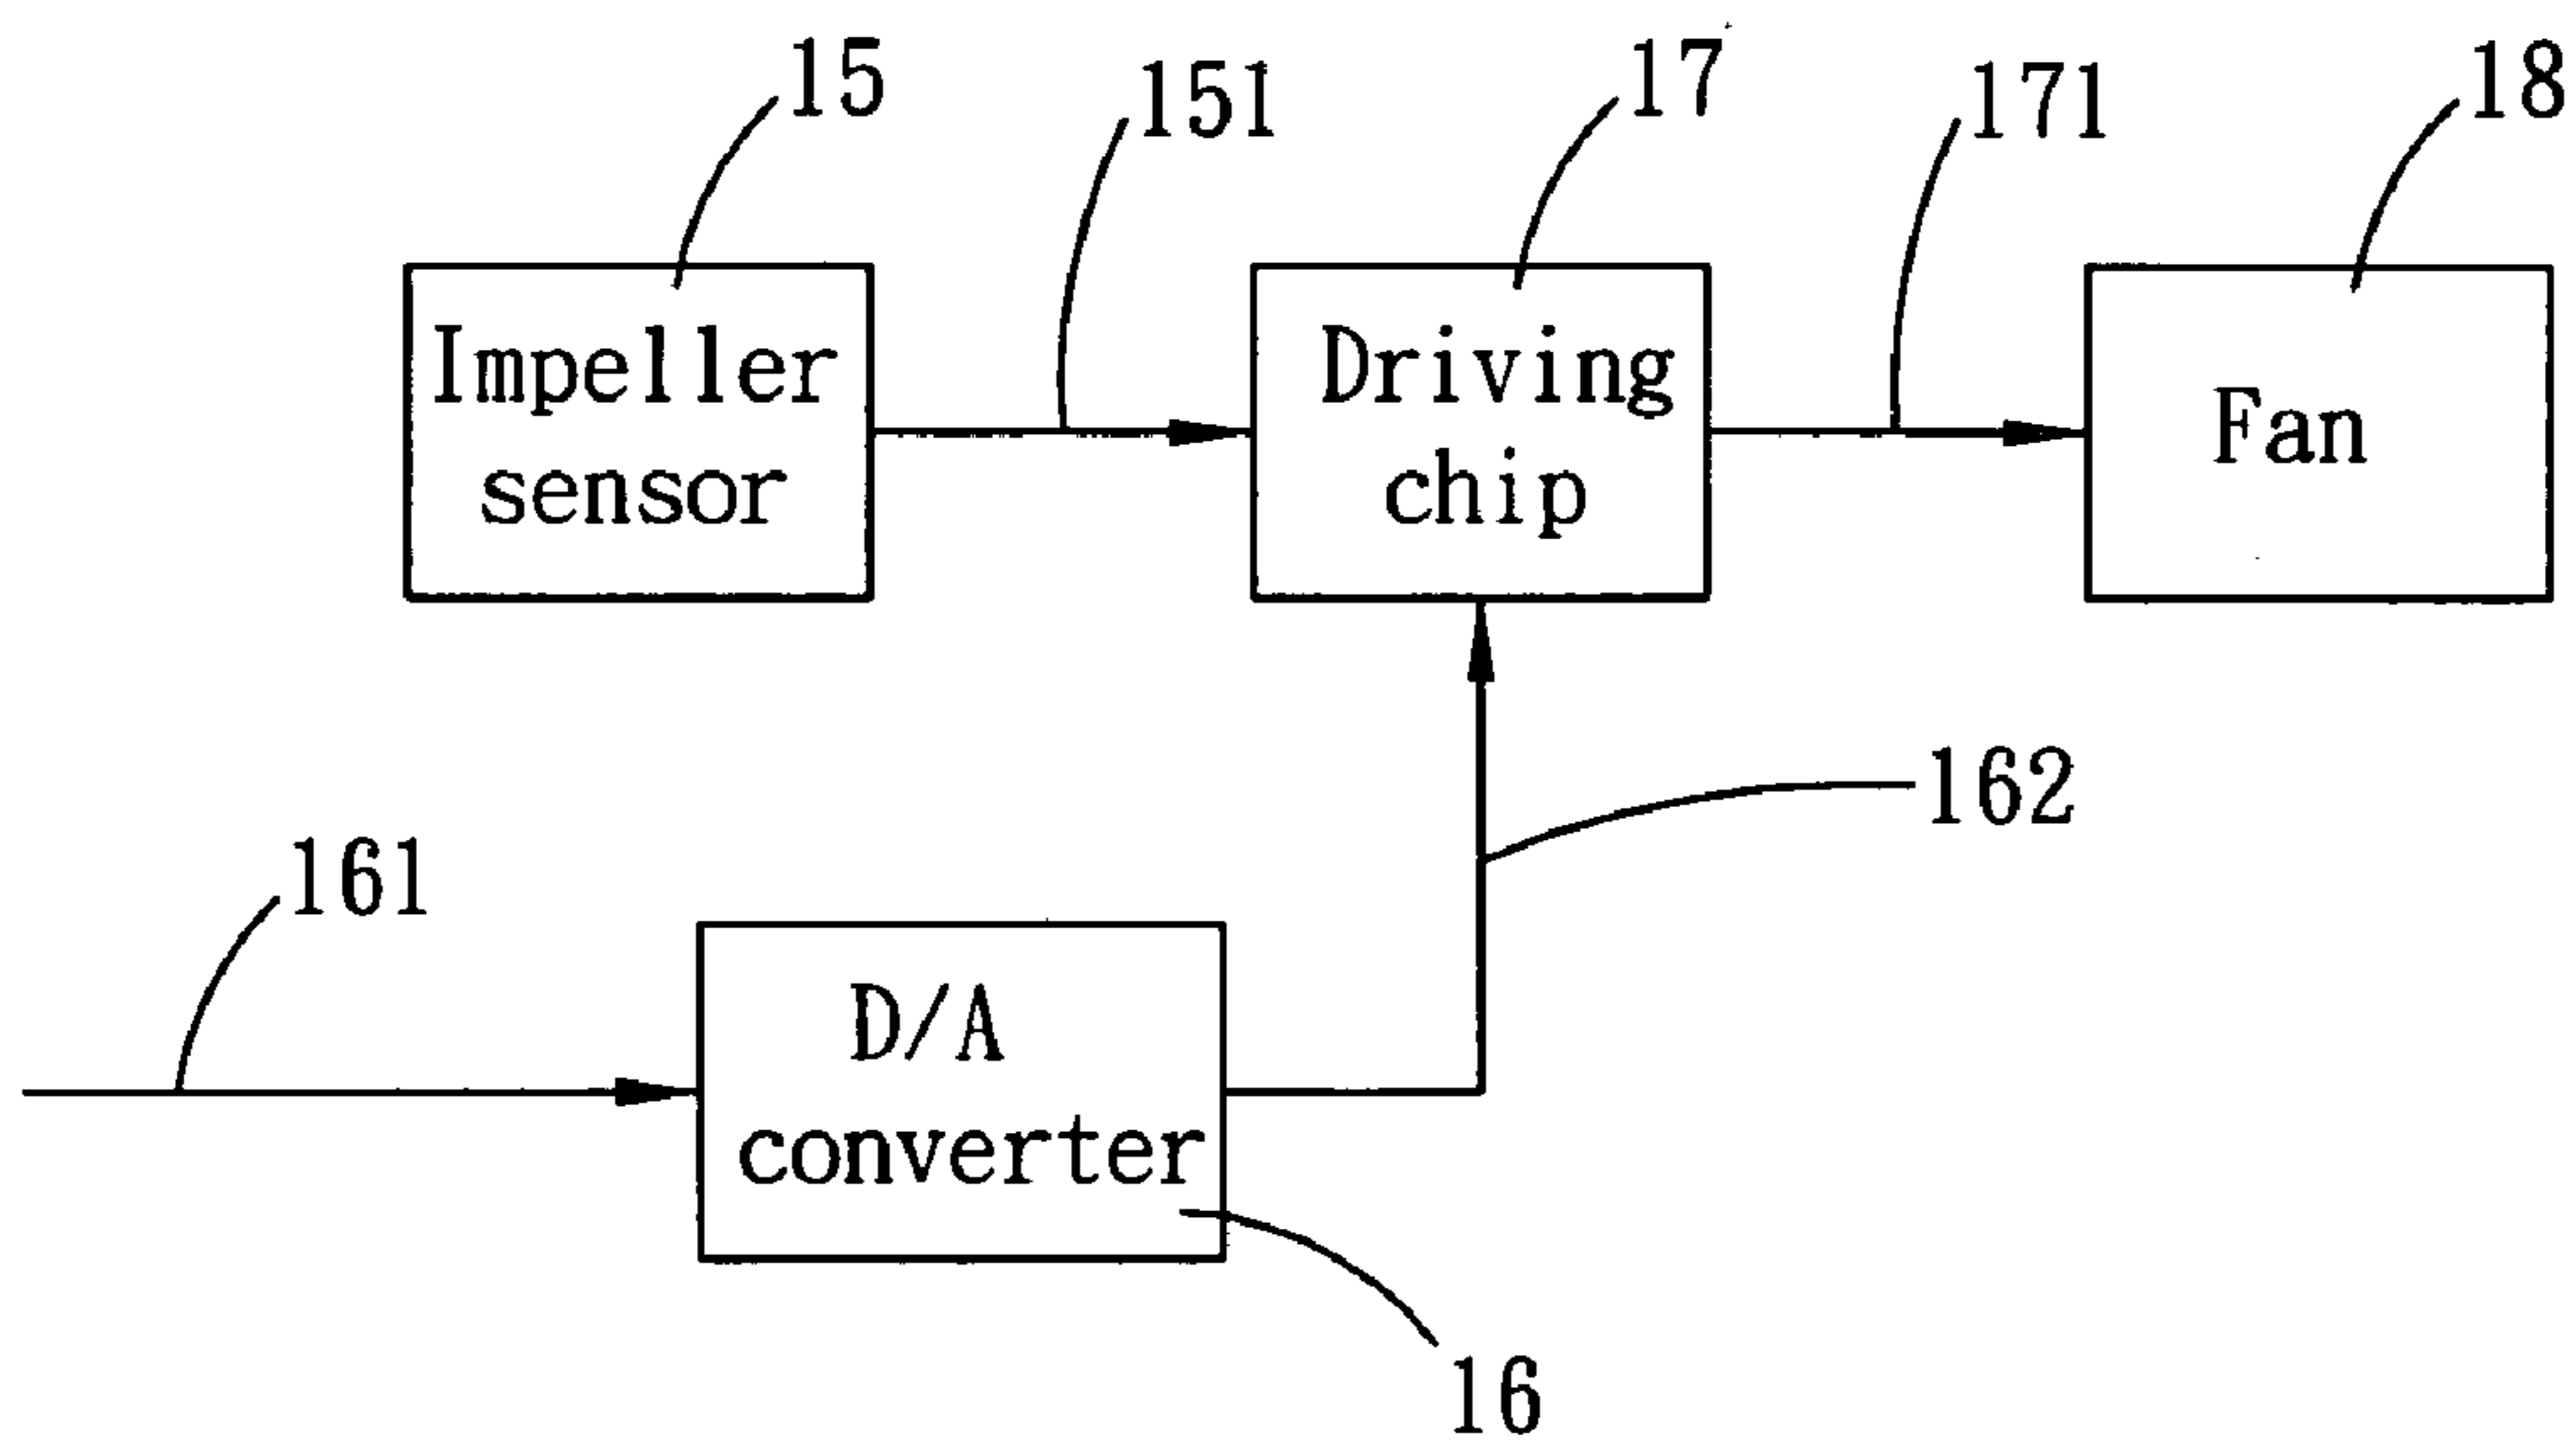 15
151
17
171
18
Impeller
sensor
Driving
chip
Fan
162
161
D/A
converter
16